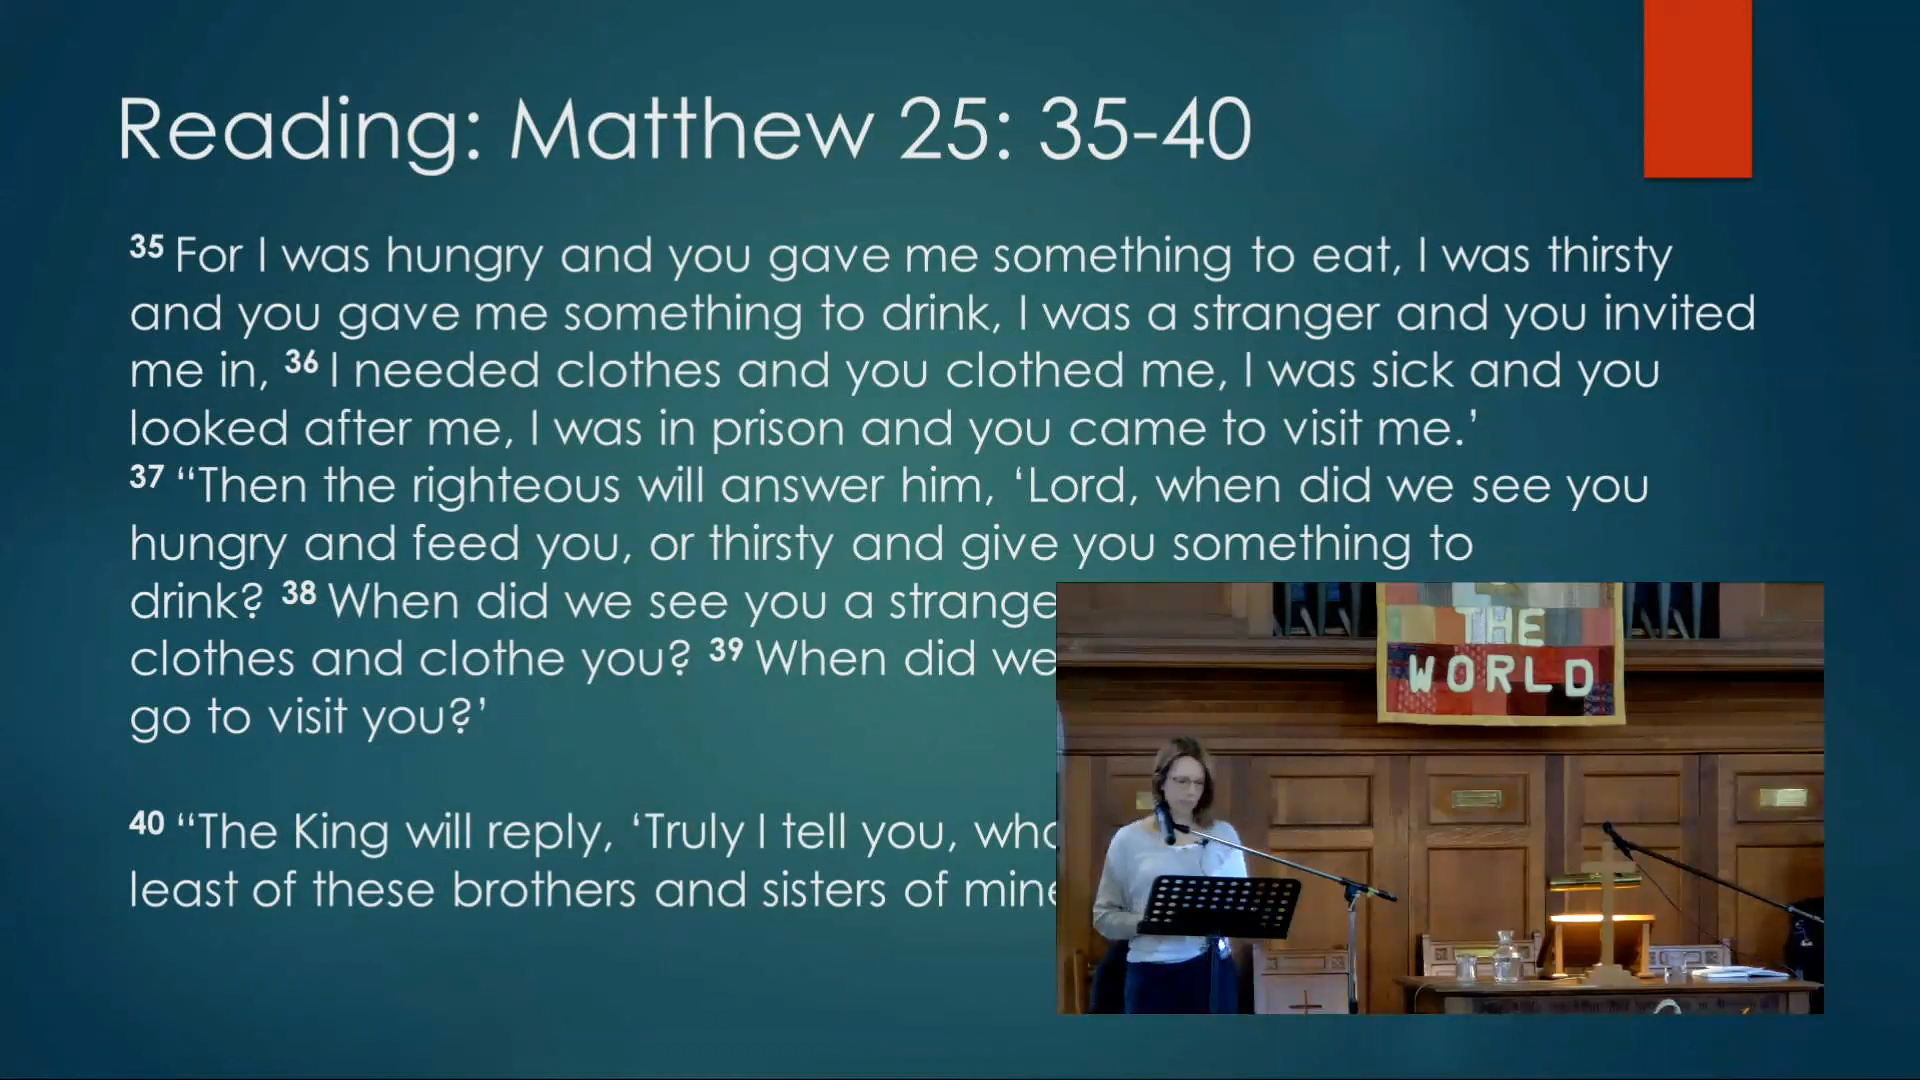 Reading: Matthew 25: 35-40
35 For I was hungry and you gave me something to eat, I was thirsty
and you gave me something to drink, I was a stranger and you invited
me in, 36 I needed clothes and you clothed me, I was sick and you
looked after me, I was in prison and you came to visit me.’
37 “Then the righteous will answer him, ‘Lord, when did we see you
hungry and feed you, or thirsty and give you something to
drink? 38 When did we see you a strange
clothes and clothe you? 39 When did we
go to visit you?’
40 “The King will reply, ‘Truly I tell you, wha
least of these brothers and sisters of mine
THE
WORLD